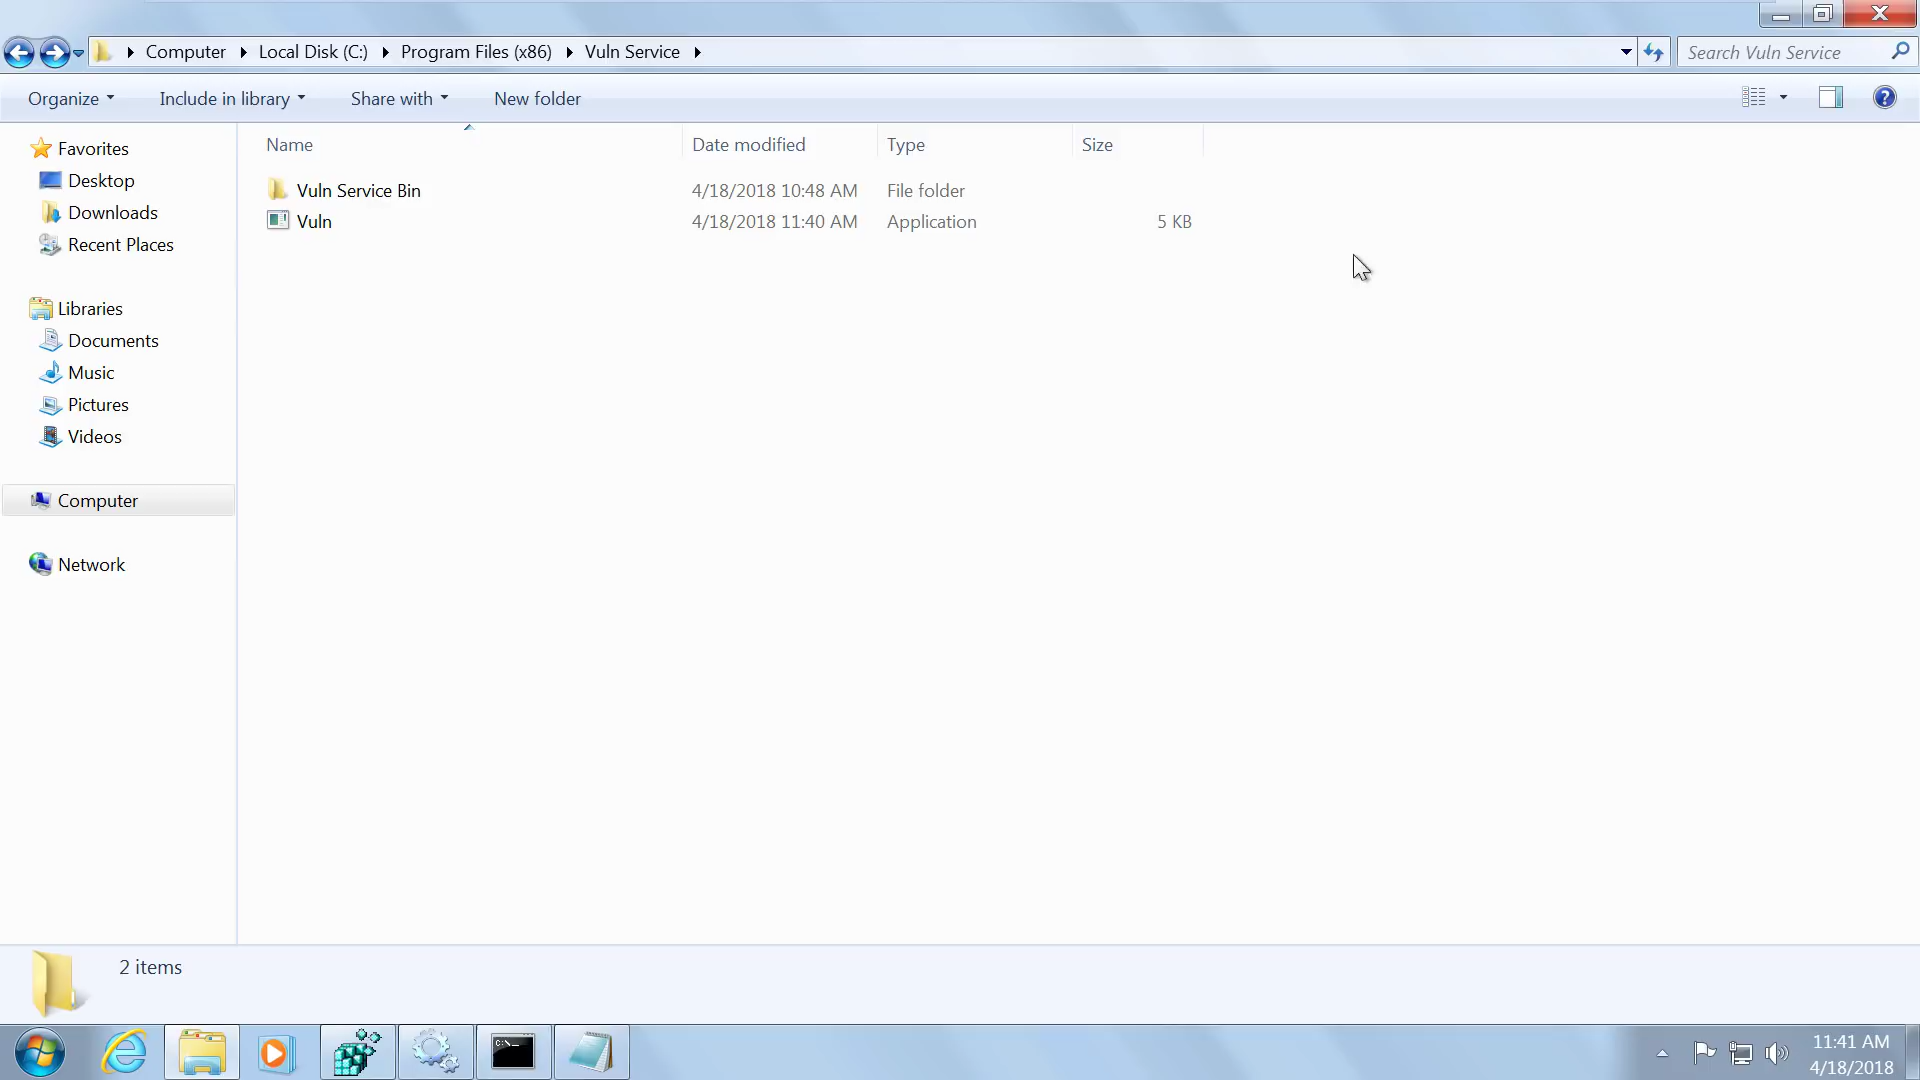 Computer Local Disk (C:) Program Files (x86) Vuln Service Search Vuln Service
Organize Include in library Share with New folder
Name Date modified Type Size
Vuln Service Bin 4/18/2018 10:48 AM File folder
Vuln 4/18/2018 11:40 AM Application 5 KB
Favorites
Desktop
Downloads
Recent Places
Libraries
Documents
Music
Pictures
Videos
Computer
Network
2 items
C:\_
11:41 AM
4/18/2018